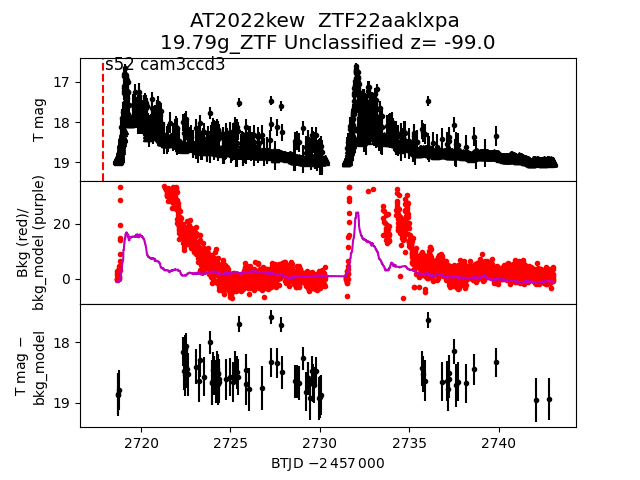 AT2022kew  ZTF22aaklxpa
19.79g_ZTF Unclassified z= -99.0
s52 cam3ccd3
T mag
17
18
19
Bkg (red)/
bkg_model (purple)
20
0
T mag −
bkg_model
18
19
2720 2725 2730 2735 2740
BTJD −2 457 000